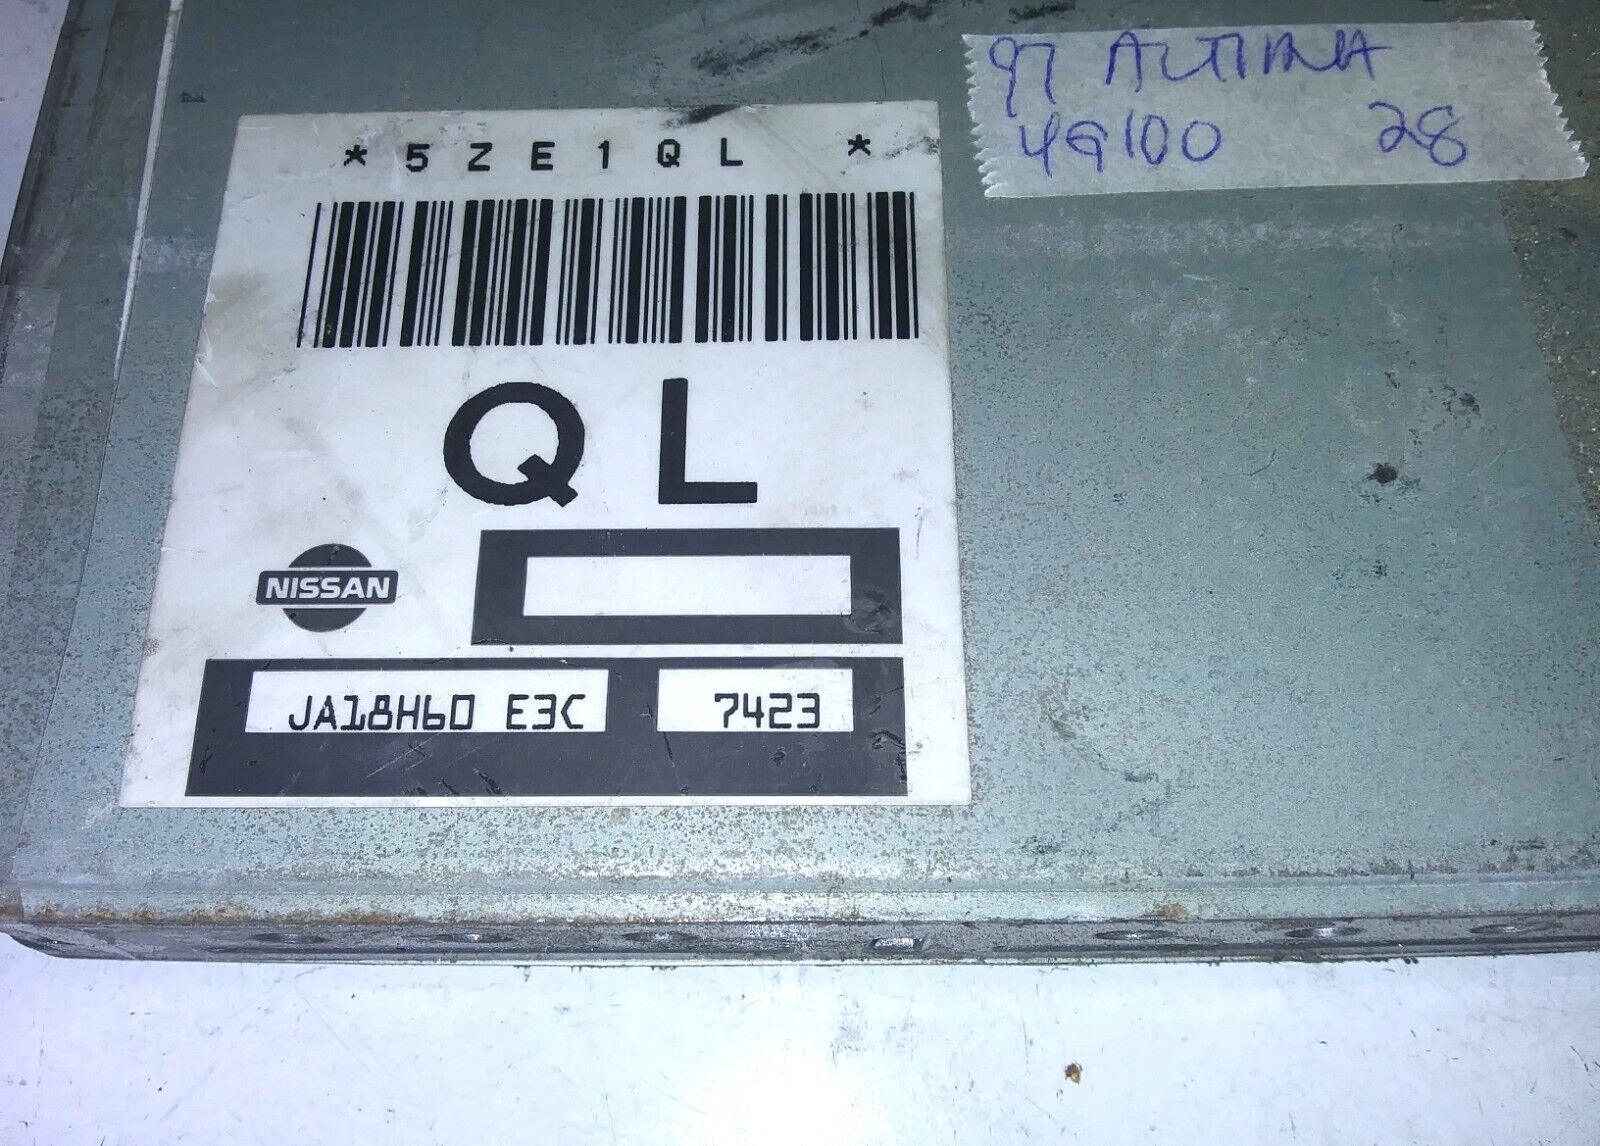 97 ALTIMA
49100 28
* 5 Z E 1 Q L *
Q L
NISSAN
JA18H60 E3C 7423